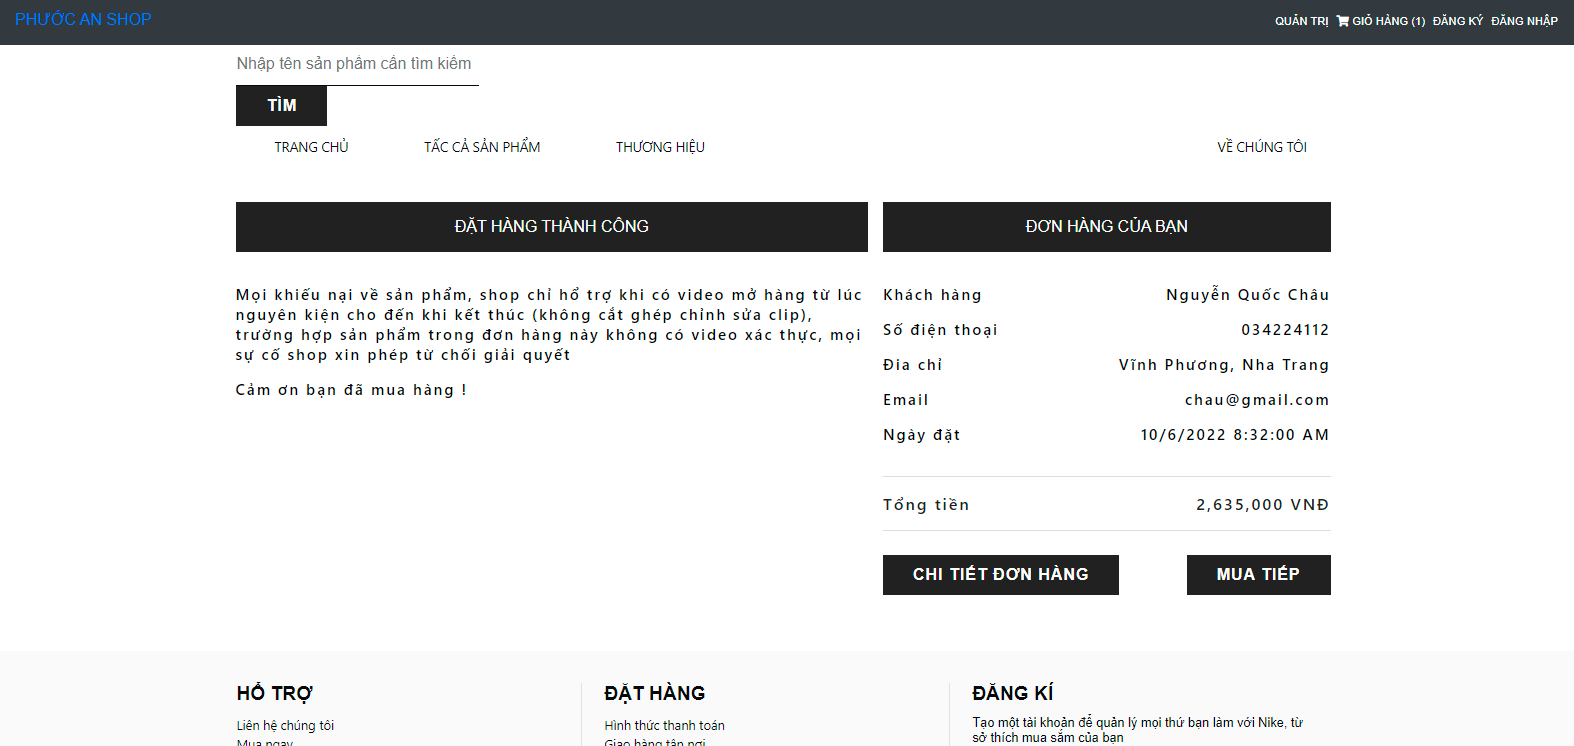 PHƯỚC AN SHOP
QUẢN TRỊ GIỎ HÀNG (1) ĐĂNG KÝ ĐĂNG NHẬP
Nhập tên sản phẩm cần tìm kiếm
TÌM
TRANG CHỦ TẤC CẢ SẢN PHẨM THƯƠNG HIỆU VỀ CHÚNG TÔI
ĐẶT HÀNG THÀNH CÔNG
Mọi khiếu nại về sản phẩm, shop chỉ hổ trợ khi có video mở hàng từ lúc
nguyên kiện cho đến khi kết thúc (không cắt ghép chỉnh sửa clip),
trường hợp sản phẩm trong đơn hàng này không có video xác thực, mọi
sự cố shop xin phép từ chối giải quyết
Cảm ơn bạn đã mua hàng !
ĐƠN HÀNG CỦA BẠN
Khách hàng Nguyễn Quốc Châu
Số điện thoại 034224112
Đia chỉ Vĩnh Phương, Nha Trang
Email chau@gmail.com
Ngày đặt 10/6/2022 8:32:00 AM
Tổng tiền 2,635,000 VNĐ
CHI TIẾT ĐƠN HÀNG MUA TIẾP
HỖ TRỢ
Liên hệ chúng tôi
Mua ngay
ĐẶT HÀNG
Hình thức thanh toán
Giao hàng tận nơi
ĐĂNG KÍ
Tạo một tài khoản để quản lý mọi thứ bạn làm với Nike, từ
sở thích mua sắm của bạn